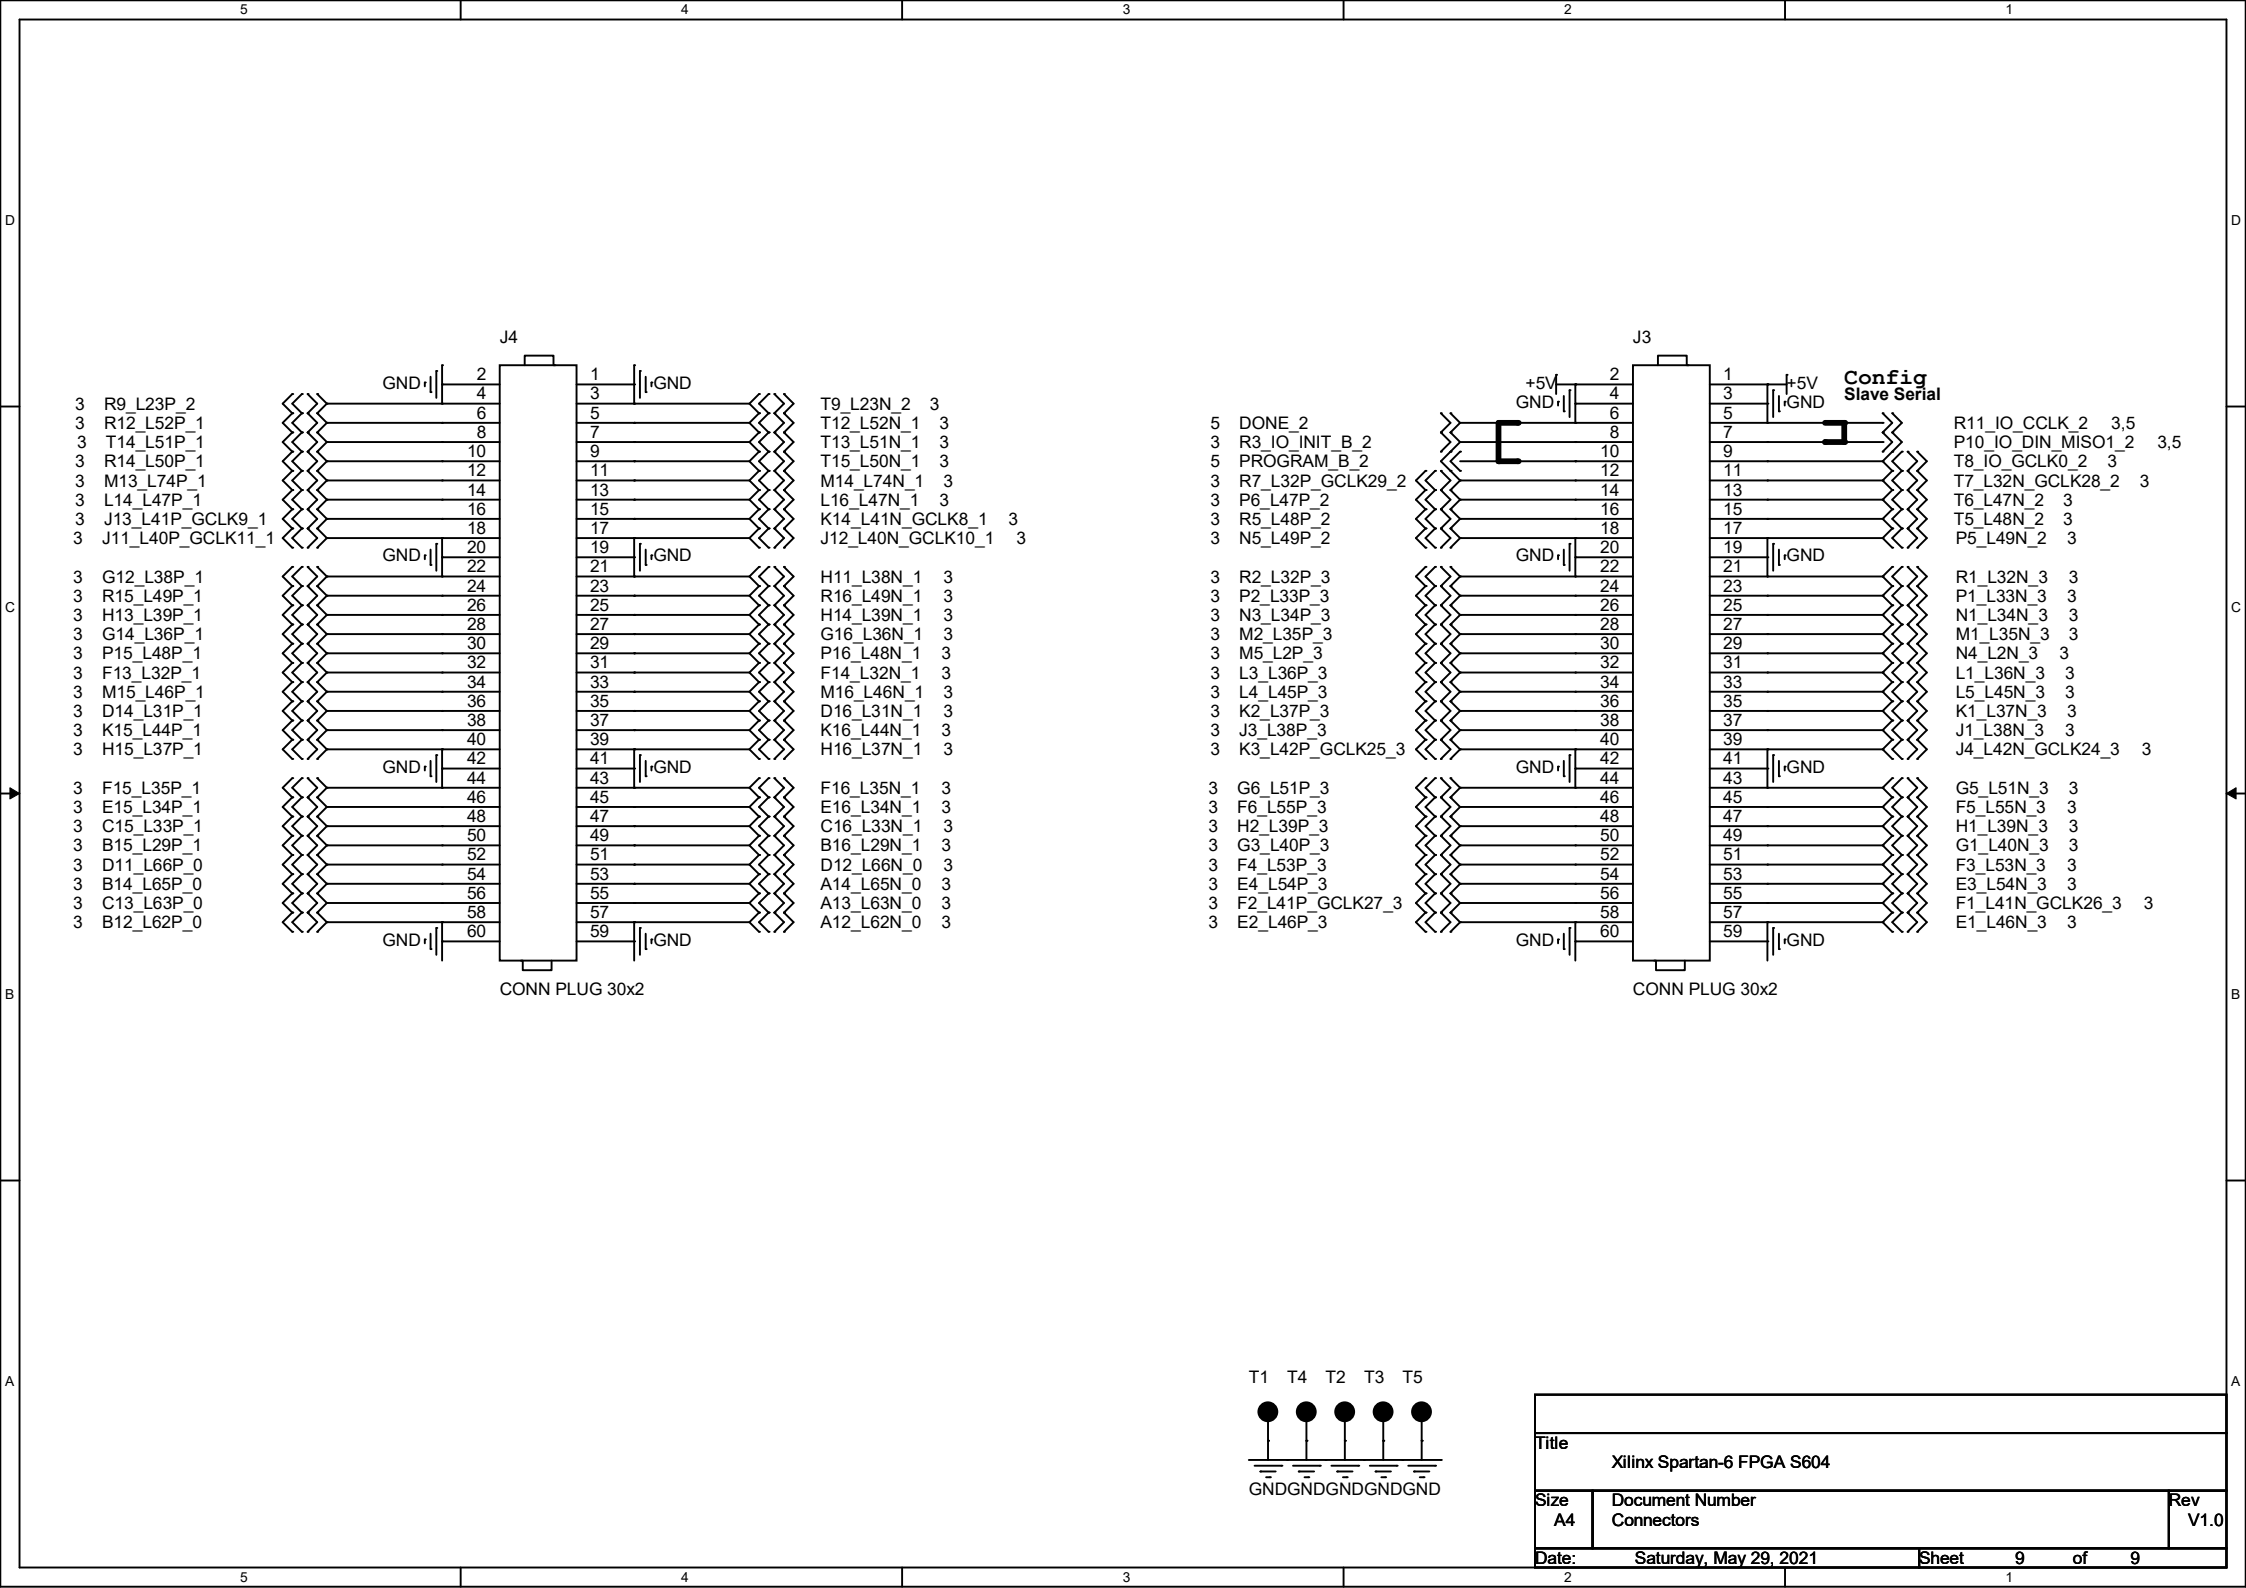 5 4 3 2 1
D D
C C
B B
A A
J4
GND 2 1 GND
4 3
3 R9_L23P_2 T9_L23N_2 3
6 5
3 R12_L52P_1 T12_L52N_1 3
8 7
3 T14_L51P_1 T13_L51N_1 3
10 9
3 R14_L50P_1 T15_L50N_1 3
12 11
3 M13_L74P_1 M14_L74N_1 3
14 13
3 L14_L47P_1 L16_L47N_1 3
16 15
3 J13_L41P_GCLK9_1 K14_L41N_GCLK8_1 3
18 17
3 J11_L40P_GCLK11_1 J12_L40N_GCLK10_1 3
GND 20 19 GND
22 21
3 G12_L38P_1 H11_L38N_1 3
24 23
3 R15_L49P_1 R16_L49N_1 3
26 25
3 H13_L39P_1 H14_L39N_1 3
28 27
3 G14_L36P_1 G16_L36N_1 3
30 29
3 P15_L48P_1 P16_L48N_1 3
32 31
3 F13_L32P_1 F14_L32N_1 3
34 33
3 M15_L46P_1 M16_L46N_1 3
36 35
3 D14_L31P_1 D16_L31N_1 3
38 37
3 K15_L44P_1 K16_L44N_1 3
40 39
3 H15_L37P_1 H16_L37N_1 3
GND 42 41 GND
44 43
3 F15_L35P_1 F16_L35N_1 3
46 45
3 E15_L34P_1 E16_L34N_1 3
48 47
3 C15_L33P_1 C16_L33N_1 3
50 49
3 B15_L29P_1 B16_L29N_1 3
52 51
3 D11_L66P_0 D12_L66N_0 3
54 53
3 B14_L65P_0 A14_L65N_0 3
56 55
3 C13_L63P_0 A13_L63N_0 3
58 57
3 B12_L62P_0 A12_L62N_0 3
GND 60 59 GND
CONN PLUG 30x2
J3
Config
Slave Serial
+5V 2 1 +5V
GND 4 3 GND
6 5
5 DONE_2 R11_IO_CCLK_2 3,5
8 7
3 R3_IO_INIT_B_2 P10_IO_DIN_MISO1_2 3,5
10 9
5 PROGRAM_B_2 T8_IO_GCLK0_2 3
12 11
3 R7_L32P_GCLK29_2 T7_L32N_GCLK28_2 3
14 13
3 P6_L47P_2 T6_L47N_2 3
16 15
3 R5_L48P_2 T5_L48N_2 3
18 17
3 N5_L49P_2 P5_L49N_2 3
GND 20 19 GND
22 21
3 R2_L32P_3 R1_L32N_3 3
24 23
3 P2_L33P_3 P1_L33N_3 3
26 25
3 N3_L34P_3 N1_L34N_3 3
28 27
3 M2_L35P_3 M1_L35N_3 3
30 29
3 M5_L2P_3 N4_L2N_3 3
32 31
3 L3_L36P_3 L1_L36N_3 3
34 33
3 L4_L45P_3 L5_L45N_3 3
36 35
3 K2_L37P_3 K1_L37N_3 3
38 37
3 J3_L38P_3 J1_L38N_3 3
40 39
3 K3_L42P_GCLK25_3 J4_L42N_GCLK24_3 3
GND 42 41 GND
44 43
3 G6_L51P_3 G5_L51N_3 3
46 45
3 F6_L55P_3 F5_L55N_3 3
48 47
3 H2_L39P_3 H1_L39N_3 3
50 49
3 G3_L40P_3 G1_L40N_3 3
52 51
3 F4_L53P_3 F3_L53N_3 3
54 53
3 E4_L54P_3 E3_L54N_3 3
56 55
3 F2_L41P_GCLK27_3 F1_L41N_GCLK26_3 3
58 57
3 E2_L46P_3 E1_L46N_3 3
GND 60 59 GND
CONN PLUG 30x2
T1 T4 T2 T3 T5
GND GND GND GND GND
Title
Xilinx Spartan-6 FPGA S604
Size Document Number Rev
A4 Connectors V1.0
Date: Saturday, May 29, 2021 Sheet 9 of 9
5 4 3 2 1